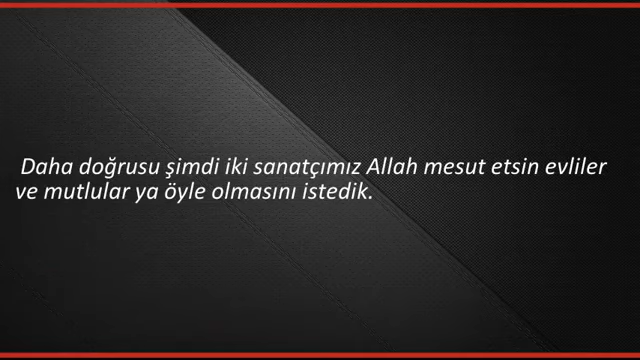 Daha doğrusu şimdi iki sanatçımız Allah mesut etsin evliler
ve mutlular ya öyle olmasını istedik.